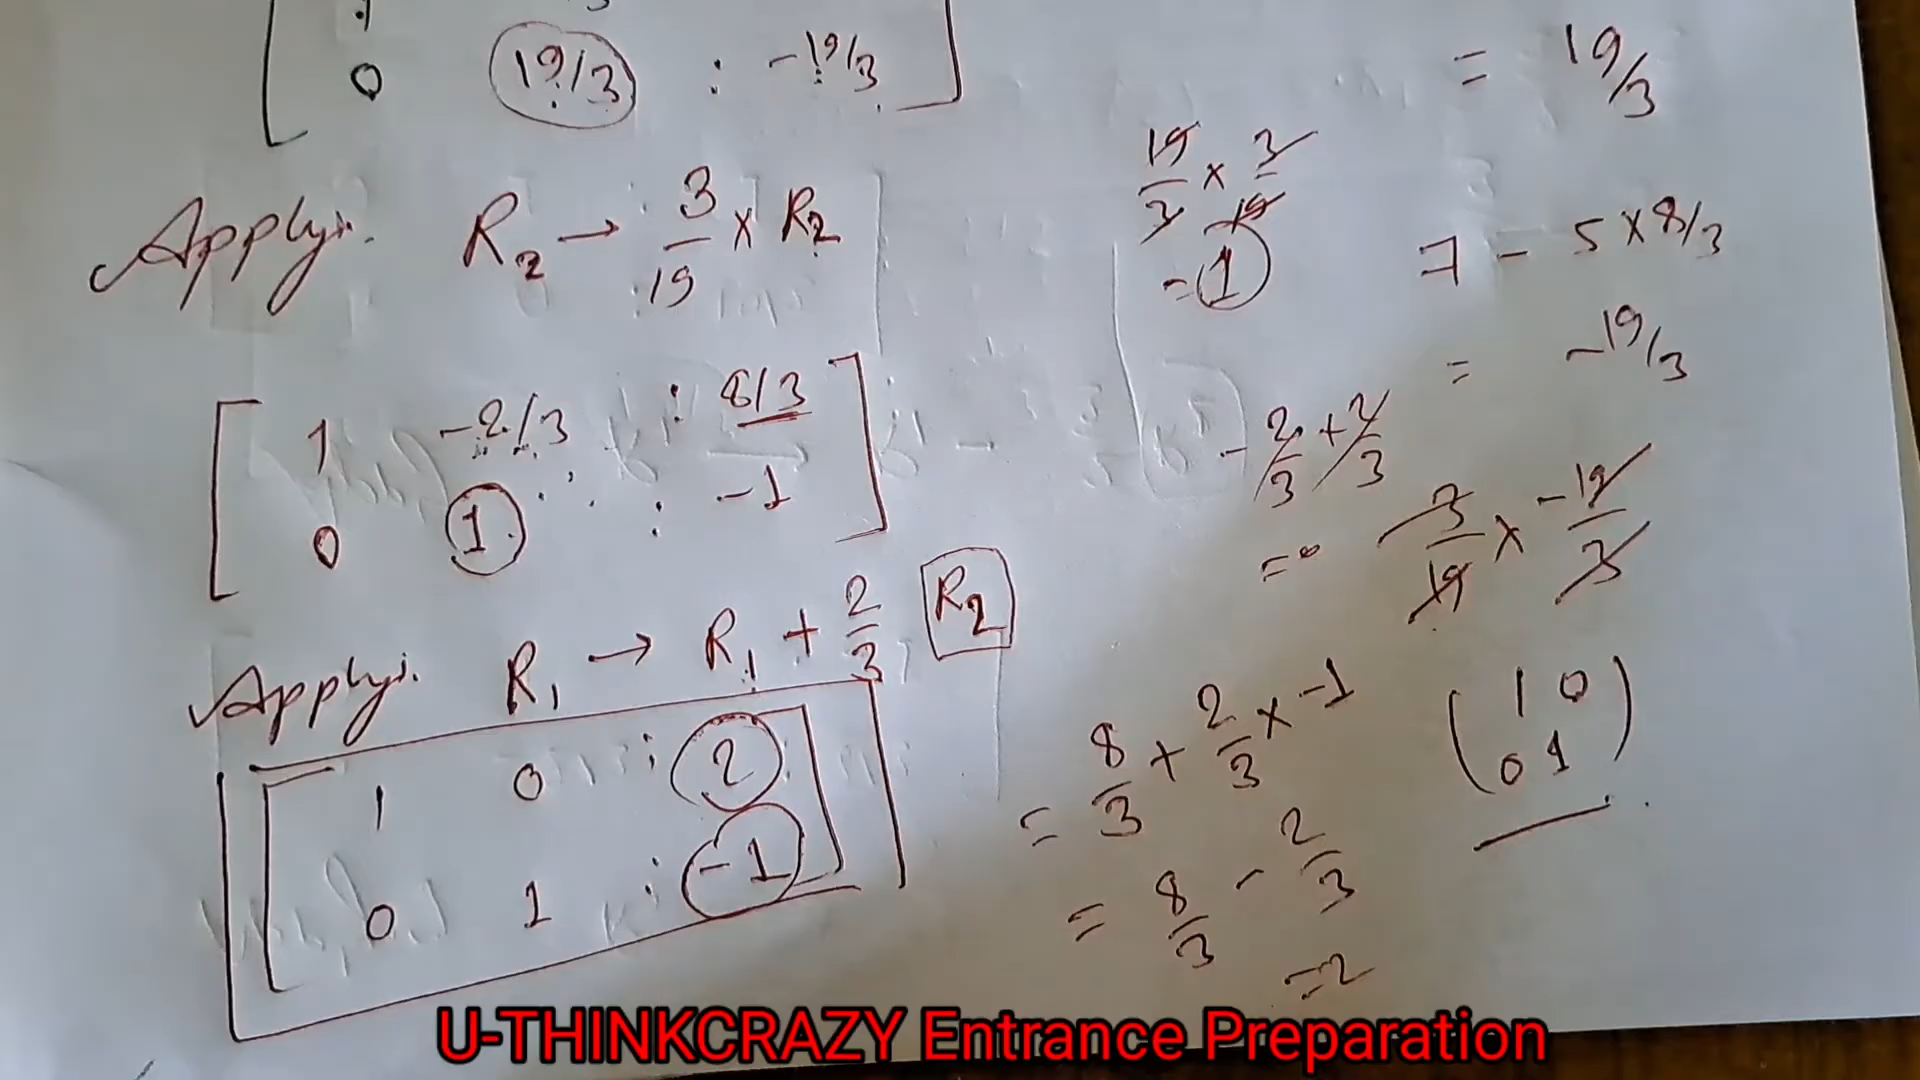 0 19/3 : -19/3
Apply: R2 → 3/19 × R2
[ 1 -2/3 : 8/3 ]
[ 0 1 : -1 ]
Apply: R1 → R1 + 2/3 R2
[ 1 0 : 2 ]
[ 0 1 : -1 ]
= 19/3
19/3 × 3/19
= 1
7 - 5 × 8/3
= -19/3
-2/3 + 2/3
= 0
3/19 × -19/3
= 8/3 + 2/3 × -1
= 8/3 - 2/3
= 2
( 1 0 )
( 0 1 )
U-THINKCRAZY Entrance Preparation